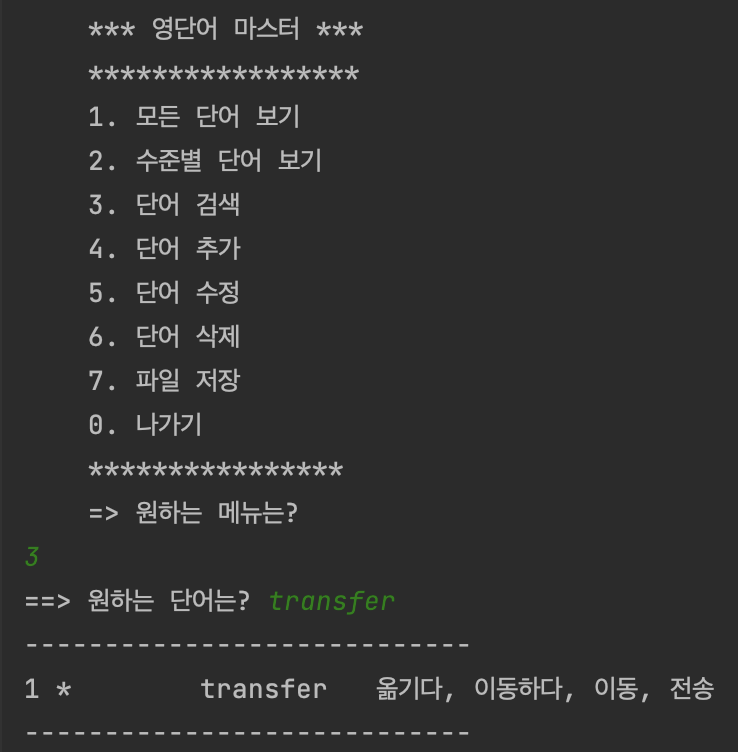 *** 영단어 마스터 ***
*****************
1. 모든 단어 보기
2. 수준별 단어 보기
3. 단어 검색
4. 단어 추가
5. 단어 수정
6. 단어 삭제
7. 파일 저장
0. 나가기
****************
=> 원하는 메뉴는?
3
==> 원하는 단어는? transfer
----------------------------
1 *        transfer   옮기다, 이동하다, 이동, 전송
----------------------------